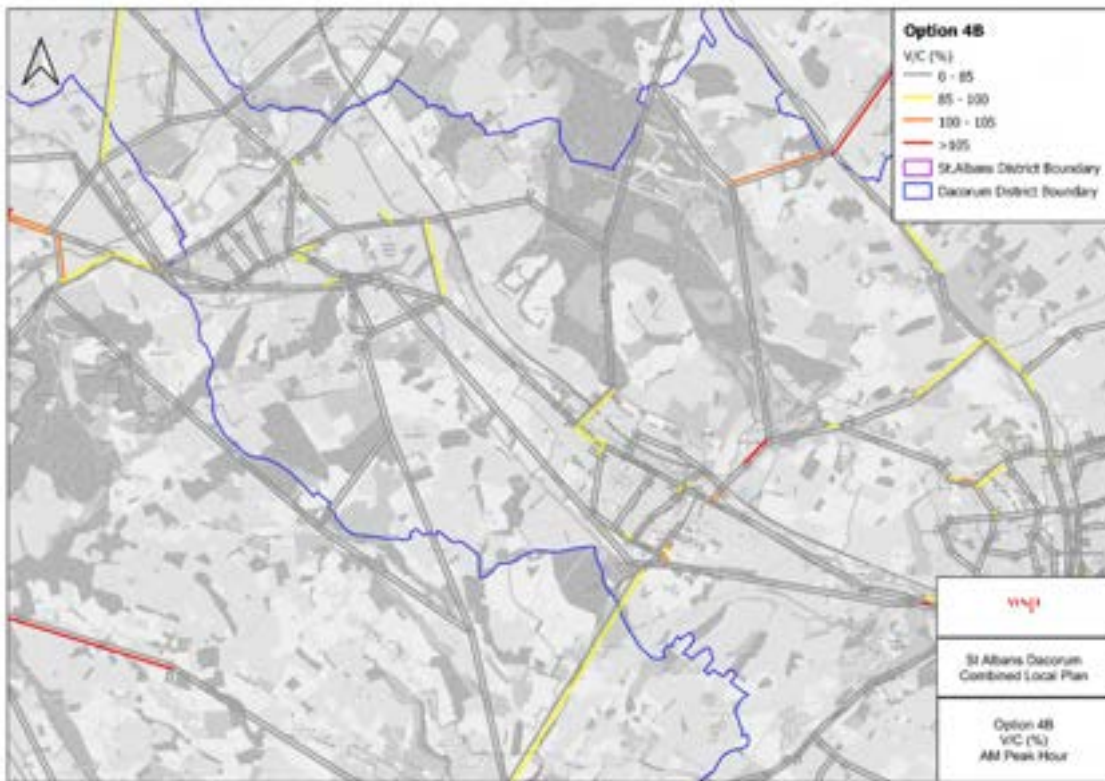 Option 4B
V/C (%)
0 - 85
85 - 100
100 - 105
>105
St.Albans District Boundary
Dacorum District Boundary
wsp
St Albans Dacorum
Combined Local Plan
Option 4B
V/C (%)
AM Peak Hour